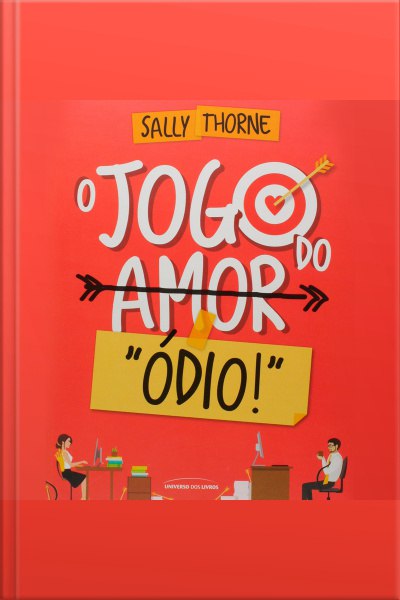 SALLY THORNE
O JOGO
DO
AMOR
"ÓDIO!"
UNIVERSO DOS LIVROS